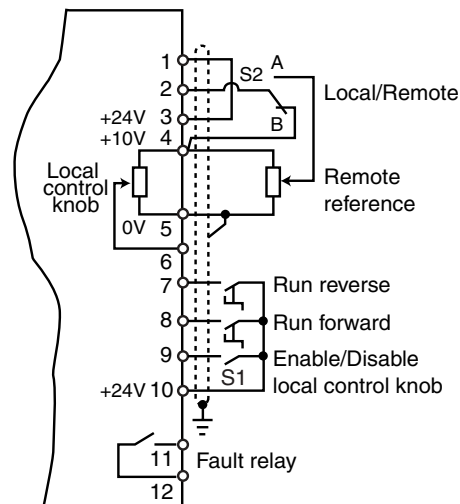 1
S2 A
2
Local/Remote
+24V 3
B
+10V 4
Local
control
knob
Remote
reference
0V 5
6
7 Run reverse
8 Run forward
9 Enable/Disable
S1 local control knob
+24V 10
11 Fault relay
12